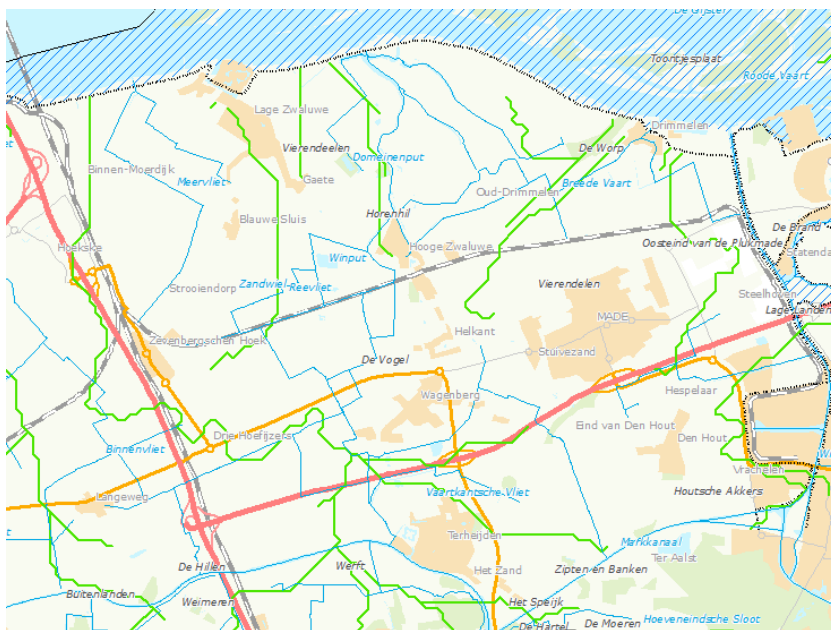 De Gijster
Toontjesplaat
Roode Vaart
Lage Zwaluwe
Drimmelen
Vierendeelen
De Worp
Domeinenput
Binnen-Moerdijk
Meervliet
Gaete
Oud-Drimmelen
Breede Vaart
Blauwe Sluis
Horenhil
De Brand
Hoekske
Hooge Zwaluwe
Oosteind van de Plukmade
Winput
Strooiendorp
Zandwiel
Reevliet
Vierendelen
Steelhoven
Lage Landen
MADE
Helkant
Zevenbergschen Hoek
De Vogel
Stuivezand
Wagenberg
Hespelaar
Eind van Den Hout
Drie Hoefijzers
Den Hout
Binnenvliet
Vrachelen
Langeweg
Vaartkantsche Vliet
Houtsche Akkers
Terheijden
Markkanaal
Ter Aalst
De Hillen
Werft
Het Zand
Zipten en Banken
Buitenlanden
Weimeren
Het Speijk
De Hartel
De Moeren
Hoeveneindsche Sloot